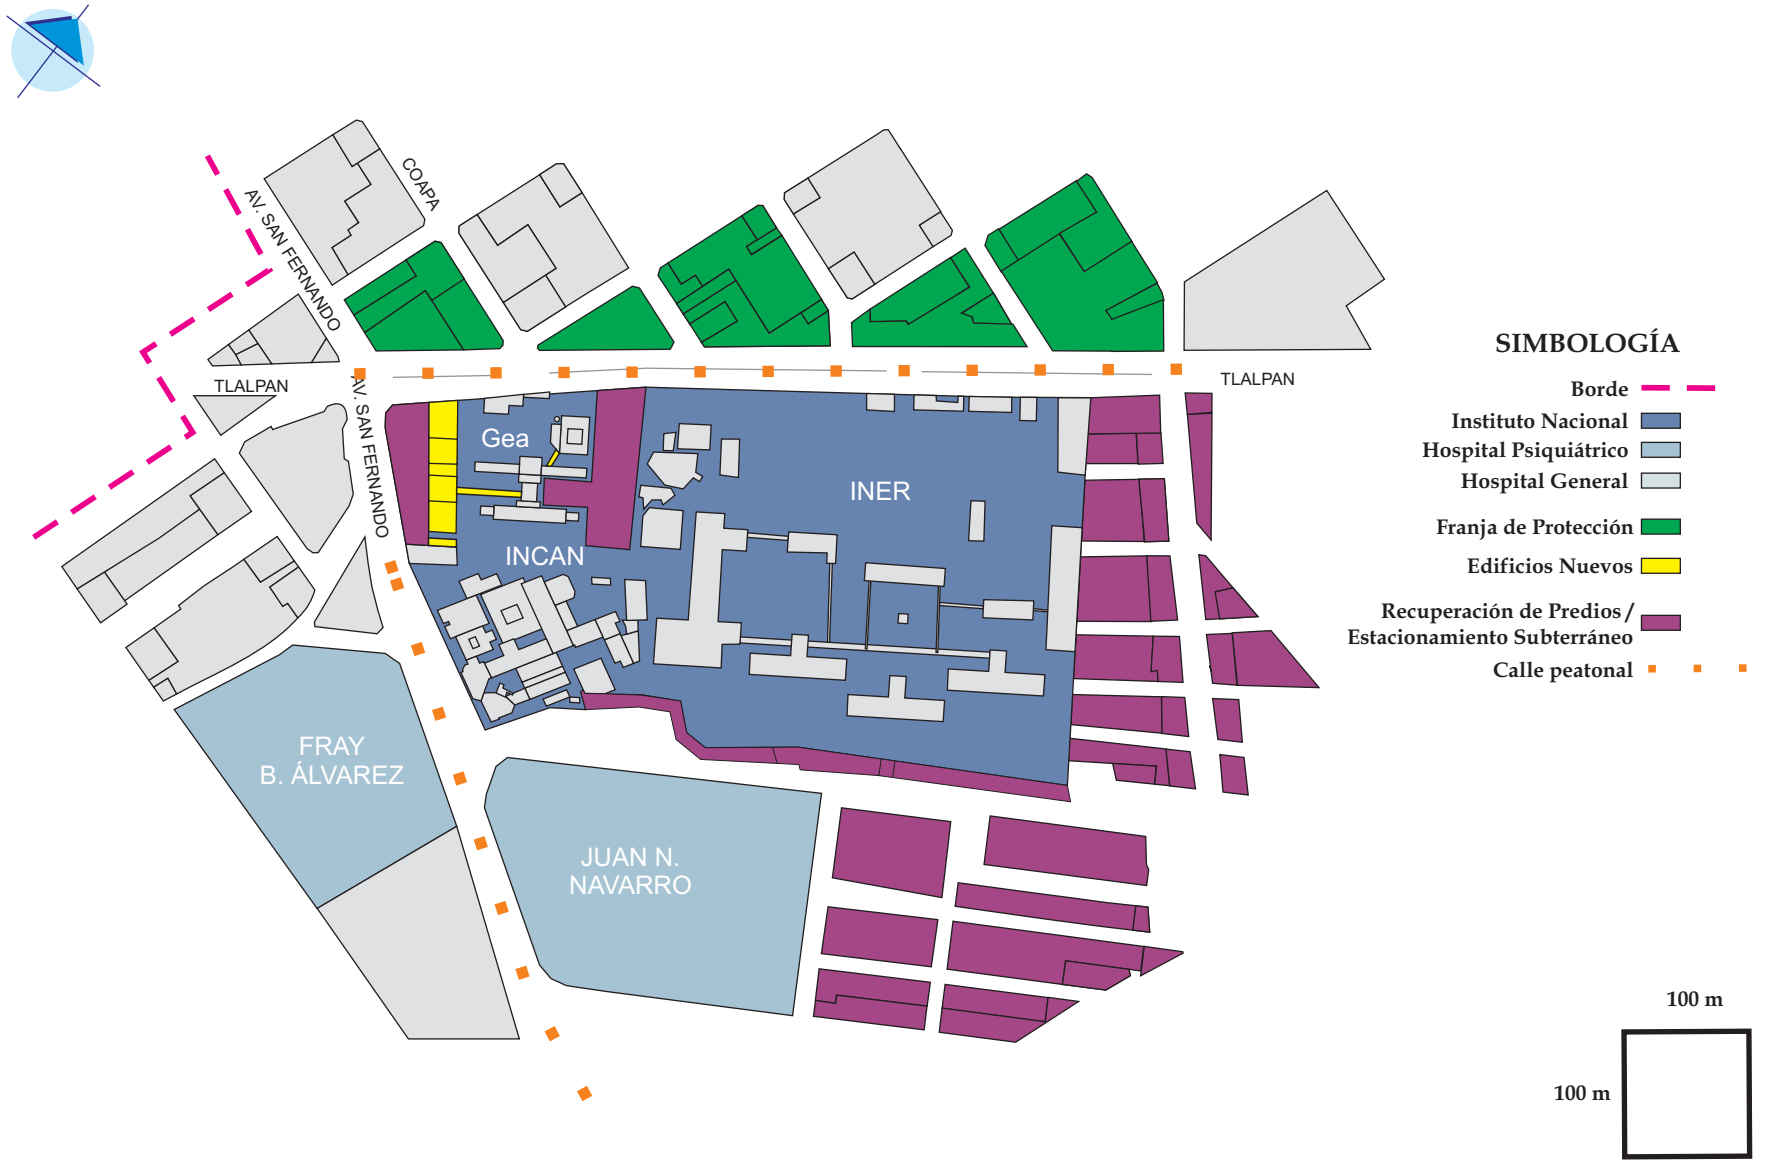 COAPA
AV. SAN FERNANDO
TLALPAN
AV. SAN FERNANDO
TLALPAN
Gea
INER
INCAN
FRAY
B. ÁLVAREZ
JUAN N.
NAVARRO
SIMBOLOGÍA
Borde
Instituto Nacional
Hospital Psiquiátrico
Hospital General
Franja de Protección
Edificios Nuevos
Recuperación de Predios /
Estacionamiento Subterráneo
Calle peatonal
100 m
100 m